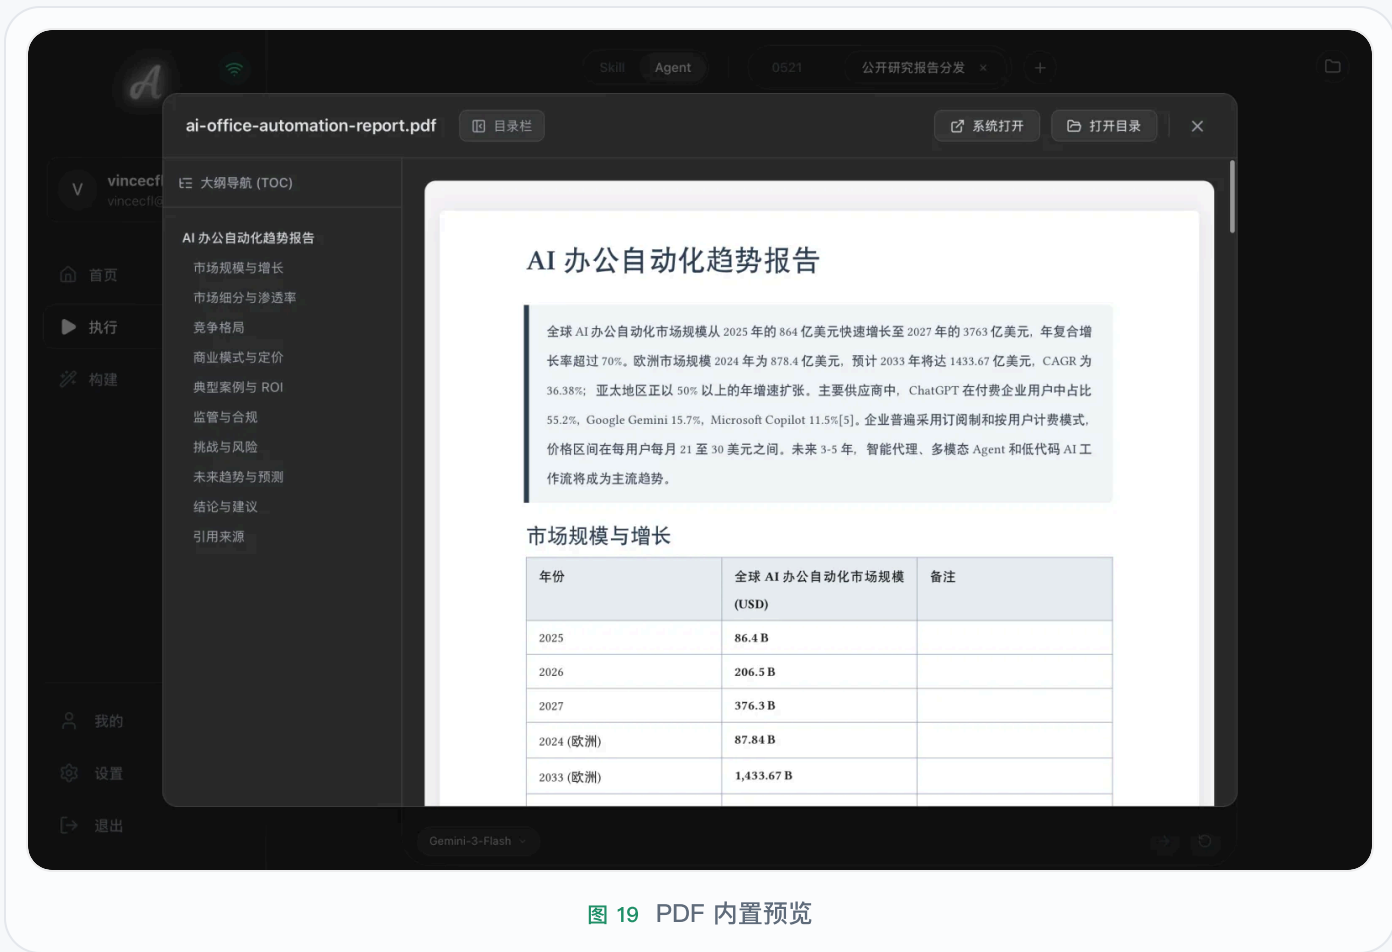 A
Skill
Agent
0521
公开研究报告分发
ai-office-automation-report.pdf
目录栏
系统打开
打开目录
V
vincecfl
vincecfl@
首页
执行
构建
我的
设置
退出
大纲导航 (TOC)
AI 办公自动化趋势报告
市场规模与增长
市场细分与渗透率
竞争格局
商业模式与定价
典型案例与 ROI
监管与合规
挑战与风险
未来趋势与预测
结论与建议
引用来源
AI 办公自动化趋势报告
全球 AI 办公自动化市场规模从 2025 年的 864 亿美元快速增长至 2027 年的 3763 亿美元，年复合增
长率超过 70%。欧洲市场规模 2024 年为 878.4 亿美元，预计 2033 年将达 1433.67 亿美元，CAGR 为
36.38%；亚太地区正以 50% 以上的年增速扩张。主要供应商中，ChatGPT 在付费企业用户中占比
55.2%，Google Gemini 15.7%，Microsoft Copilot 11.5%[5]。企业普遍采用订阅制和按用户计费模式，
价格区间在每用户每月 21 至 30 美元之间。未来 3-5 年，智能代理、多模态 Agent 和低代码 AI 工
作流将成为主流趋势。
市场规模与增长
年份 全球 AI 办公自动化市场规模 备注
(USD)
2025 86.4 B
2026 206.5 B
2027 376.3 B
2024 (欧洲) 87.84 B
2033 (欧洲) 1,433.67 B
Gemini-3-Flash
图 19 PDF 内置预览